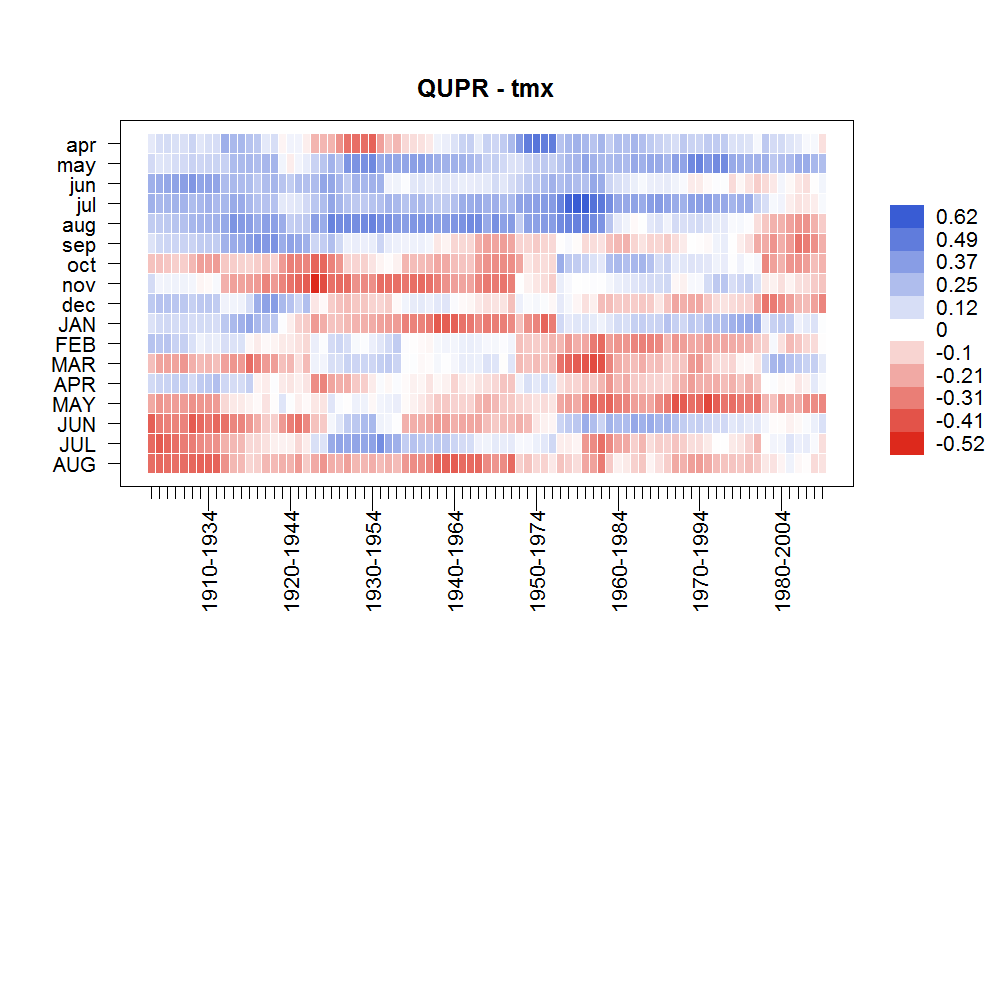 QUPR - tmx
apr
may
jun
jul
aug
sep
oct
nov
dec
JAN
FEB
MAR
APR
MAY
JUN
JUL
AUG
0.62
0.49
0.37
0.25
0.12
0
-0.1
-0.21
-0.31
-0.41
-0.52
1910-1934
1920-1944
1930-1954
1940-1964
1950-1974
1960-1984
1970-1994
1980-2004